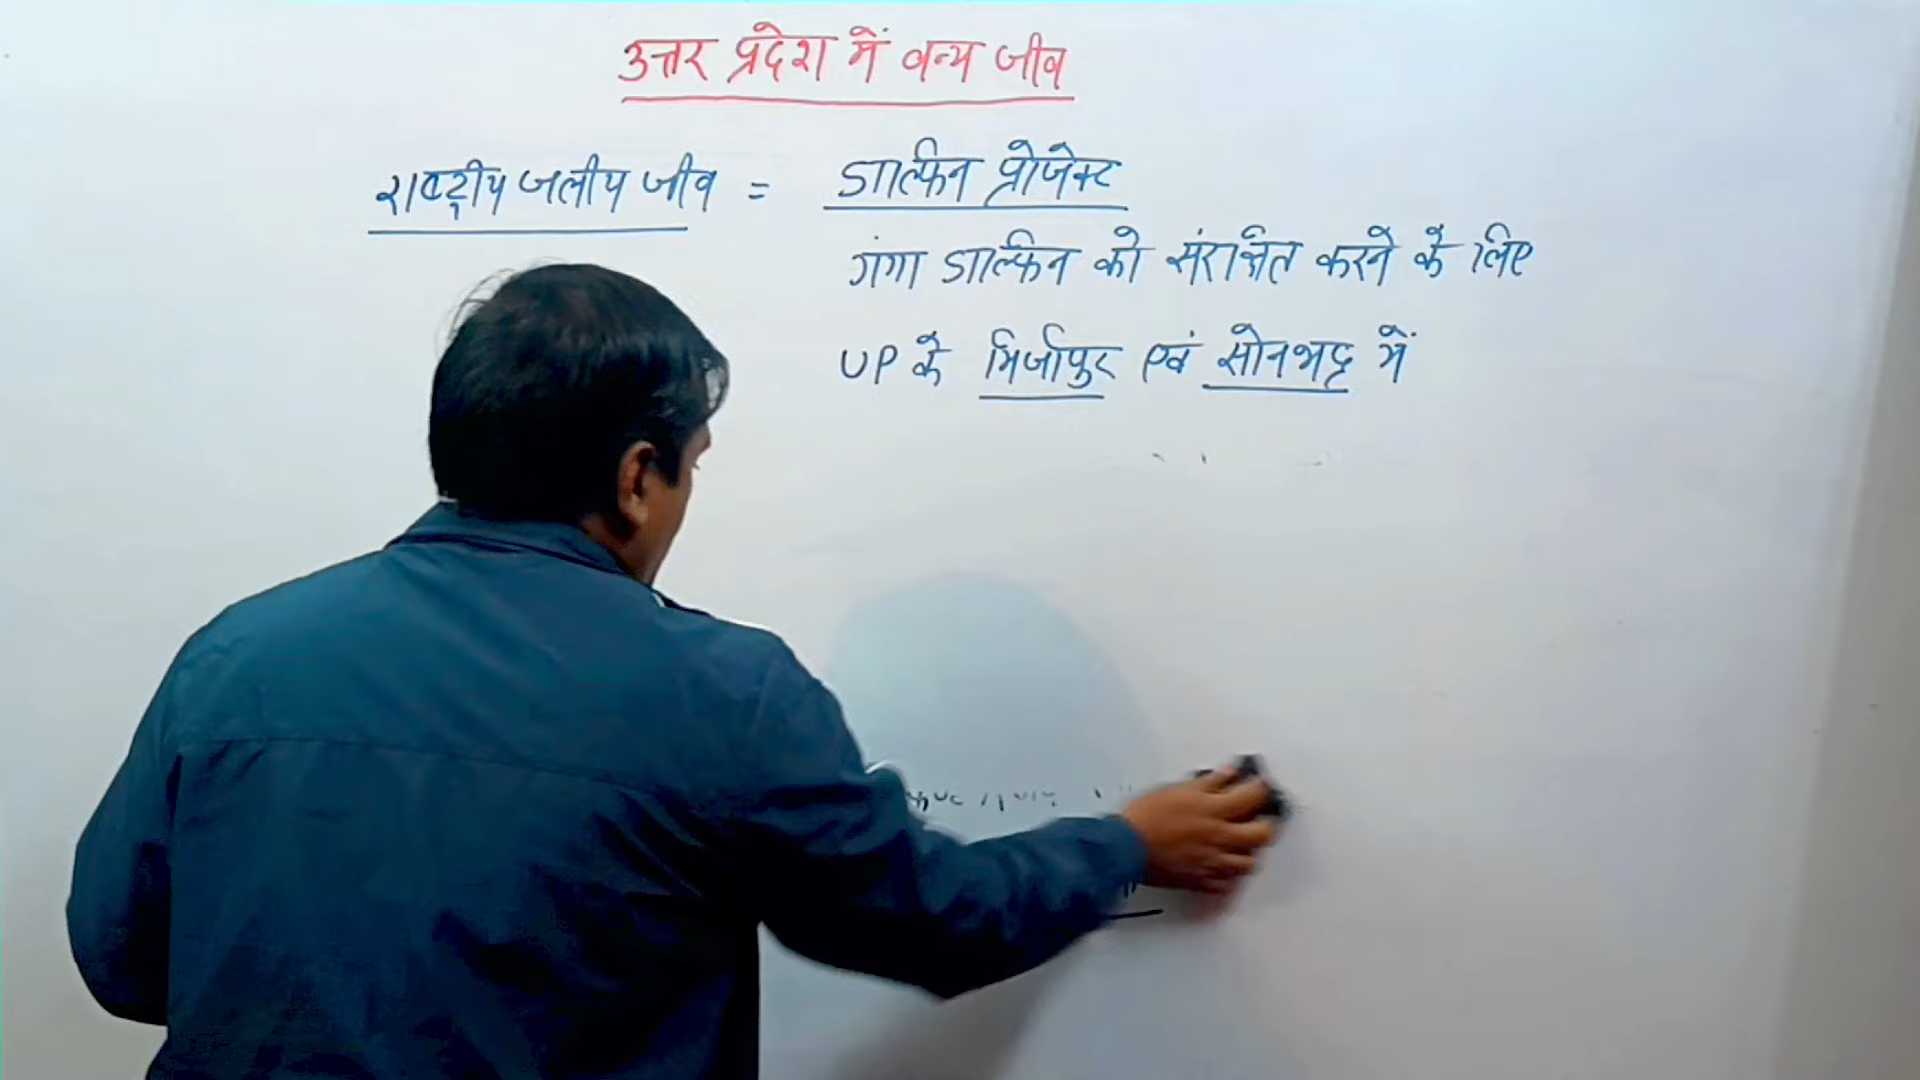 उत्तर प्रदेश में वन्य जीव
राष्ट्रीय जलीय जीव = डाल्फिन प्रोजेक्ट
गंगा डाल्फिन को संरक्षित करने के लिए
UP के मिर्जापुर एवं सोनभद्र में